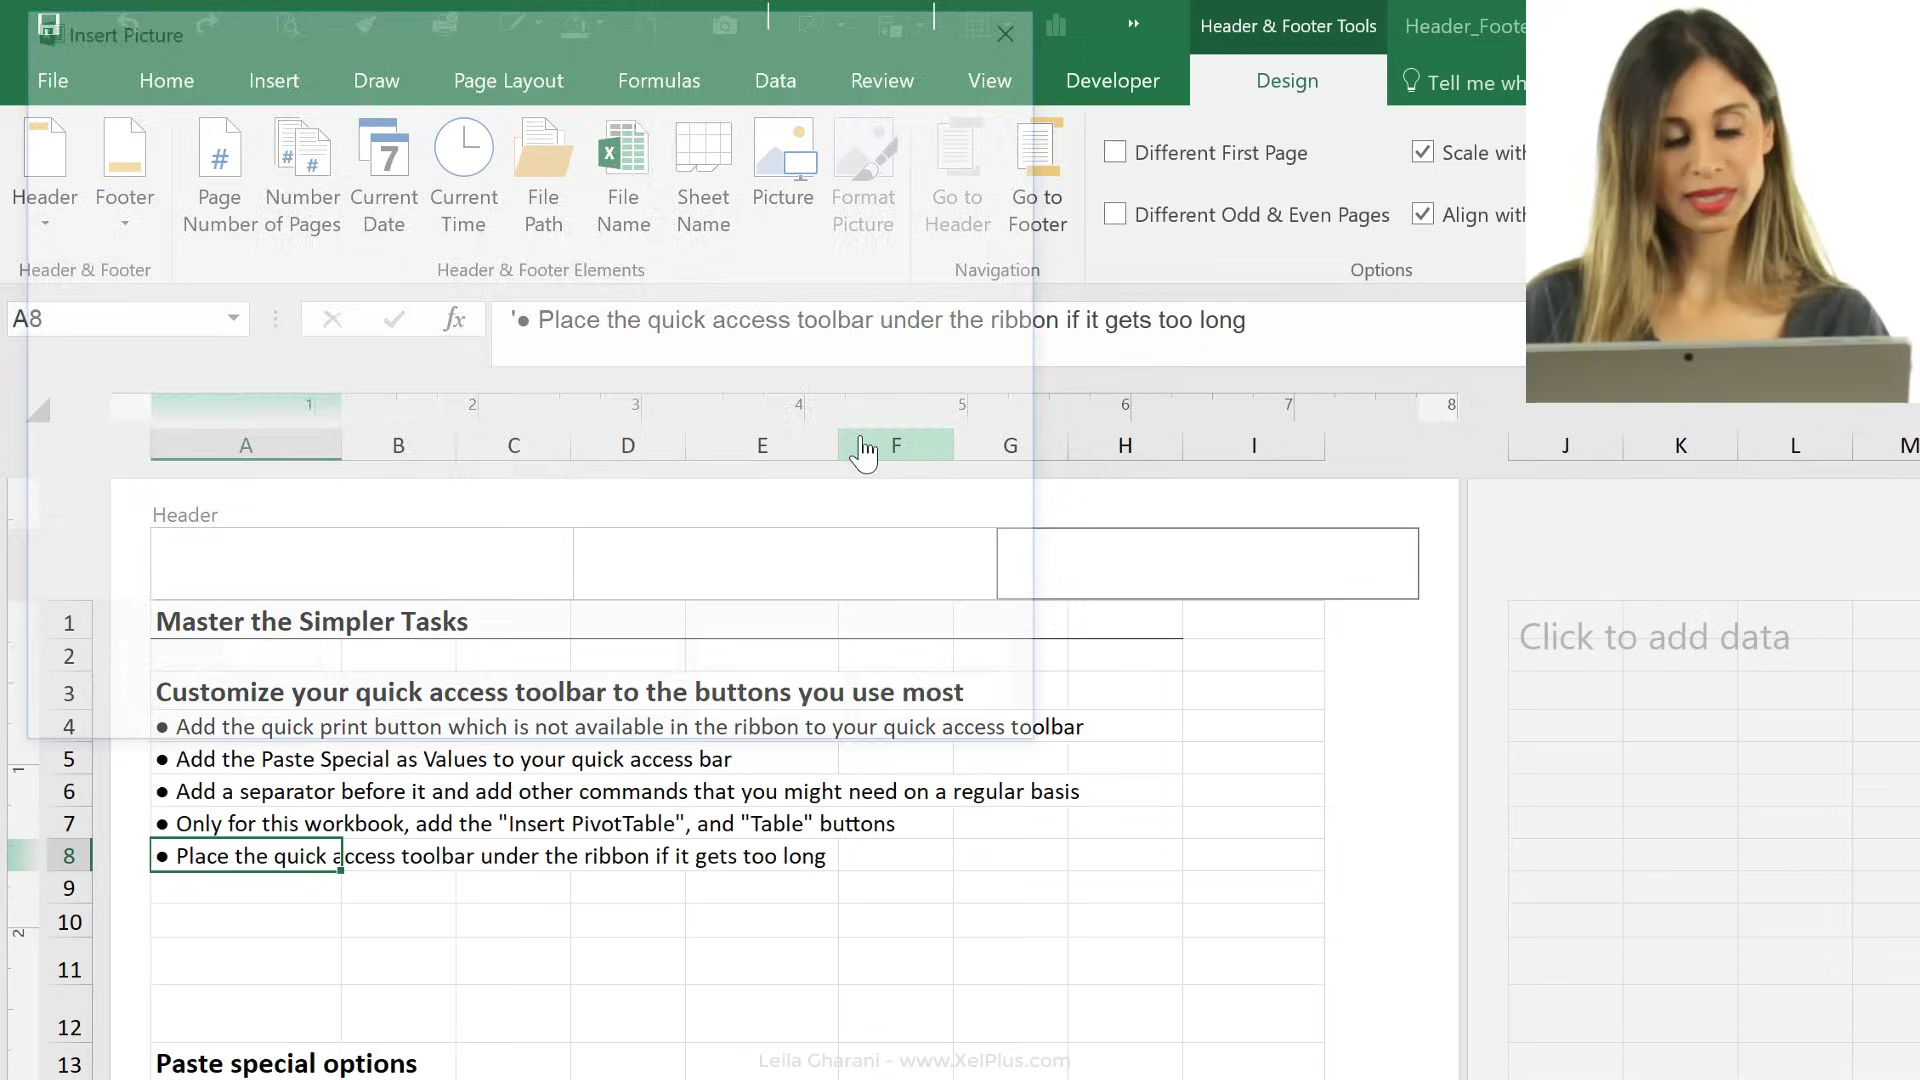 Insert Picture
Header & Footer Tools
Header_Foote
File Home Insert Draw Page Layout Formulas Data Review View Developer Design Tell me wh
Header
Footer
Page Number
Number of Pages
Current Date
Current Time
File Path
File Name
Sheet Name
Picture
Format Picture
Go to Header
Go to Footer
Different First Page
Different Odd & Even Pages
Scale with
Align with
Header & Footer
Header & Footer Elements
Navigation
Options
A8
fx
'● Place the quick access toolbar under the ribbon if it gets too long
1 2 3 4 5 6 7 8
A B C D E F G H I J K L M
Header
1 Master the Simpler Tasks
Click to add data
2
3 Customize your quick access toolbar to the buttons you use most
4 ● Add the quick print button which is not available in the ribbon to your quick access toolbar
5 ● Add the Paste Special as Values to your quick access bar
6 ● Add a separator before it and add other commands that you might need on a regular basis
7 ● Only for this workbook, add the "Insert PivotTable", and "Table" buttons
8 ● Place the quick access toolbar under the ribbon if it gets too long
9
10
11
12
13 Paste special options
1
2
Leila Gharani - www.XelPlus.com